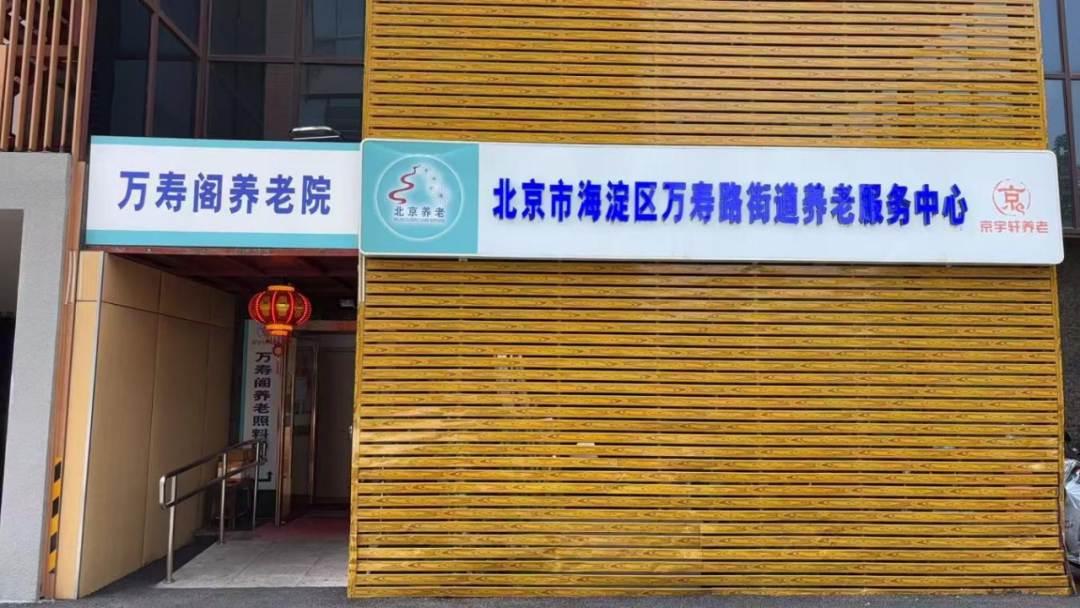 万寿阁养老院
北京养老
北京市海淀区万寿路街道养老服务中心
京
京宇轩养老
万寿阁养老照料